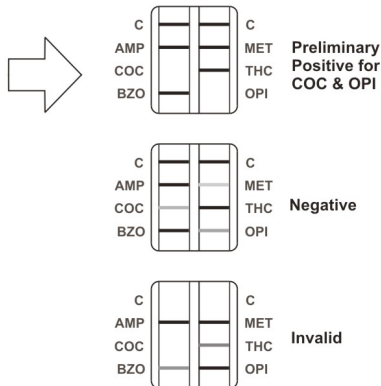 C C
AMP MET Preliminary
COC THC Positive for
BZO OPI COC & OPI
C C
AMP MET
COC THC Negative
BZO OPI
C C
AMP MET
COC THC Invalid
BZO OPI